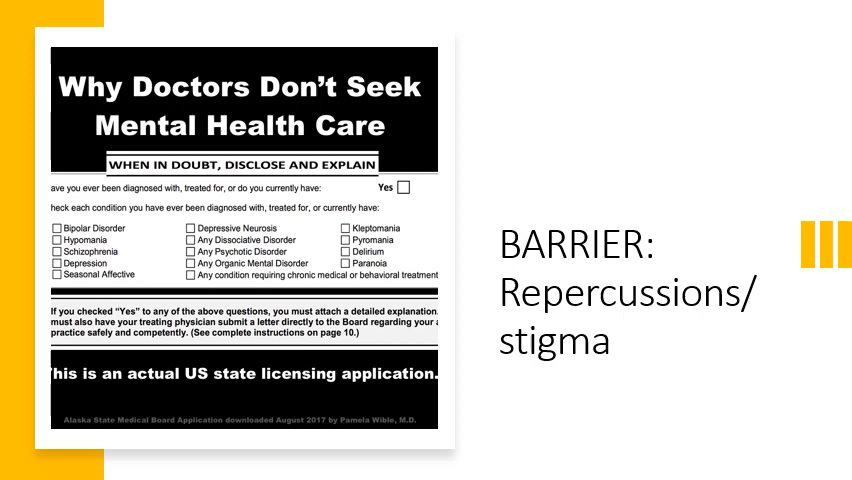 Why Doctors Don't Seek
Mental Health Care
WHEN IN DOUBT, DISCLOSE AND EXPLAIN
ave you ever been diagnosed with, treated for, or do you currently have: Yes
heck each condition you have ever been diagnosed with, treated for, or currently have:
Bipolar Disorder Depressive Neurosis Kleptomania
Hypomania Any Dissociative Disorder Pyromania
Schizophrenia Any Psychotic Disorder Delirium
Depression Any Organic Mental Disorder Paranoia
Seasonal Affective Any condition requiring chronic medical or behavioral treatment
If you checked “Yes” to any of the above questions, you must attach a detailed explanation.
must also have your treating physician submit a letter directly to the Board regarding your a
practice safely and competently. (See complete instructions on page 10.)
This is an actual US state licensing application.
Alaska State Medical Board Application downloaded August 2017 by Pamela Wible, M.D.
BARRIER:
Repercussions/
stigma